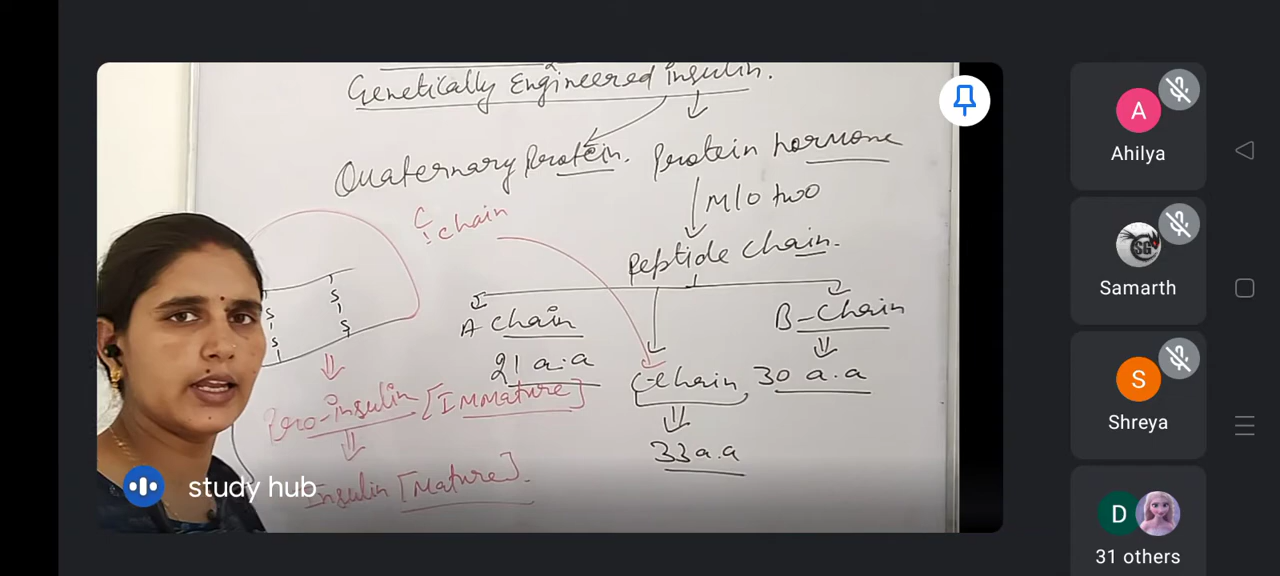 Genetically Engineered insulin.
Quaternary Protein. Protein hormone
M/o two
C chain
Peptide chain.
S S
S S
A chain B-Chain
21 a.a 30 a.a
C-chain
33 a.a
Pro-insulin [Immature]
Insulin [Mature].
study hub
A
Ahilya
SG
Samarth
S
Shreya
D
31 others